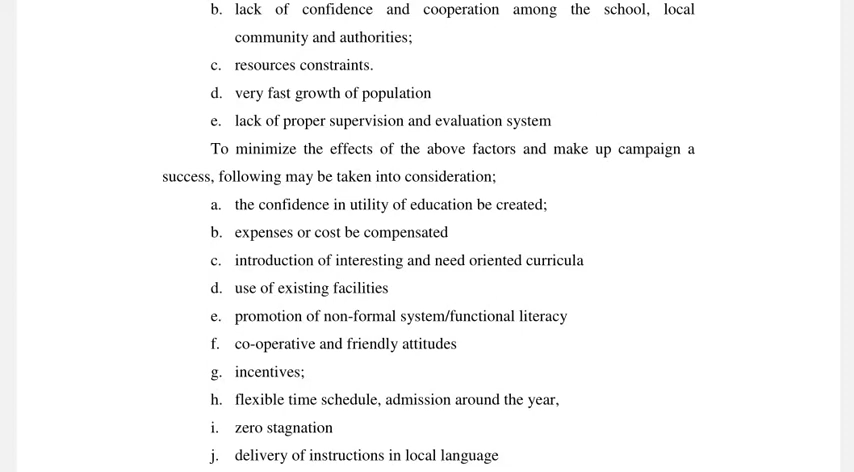 b. lack of confidence and cooperation among the school, local
community and authorities;
c. resources constraints.
d. very fast growth of population
e. lack of proper supervision and evaluation system
To minimize the effects of the above factors and make up campaign a
success, following may be taken into consideration;
a. the confidence in utility of education be created;
b. expenses or cost be compensated
c. introduction of interesting and need oriented curricula
d. use of existing facilities
e. promotion of non-formal system/functional literacy
f. co-operative and friendly attitudes
g. incentives;
h. flexible time schedule, admission around the year,
i. zero stagnation
j. delivery of instructions in local language